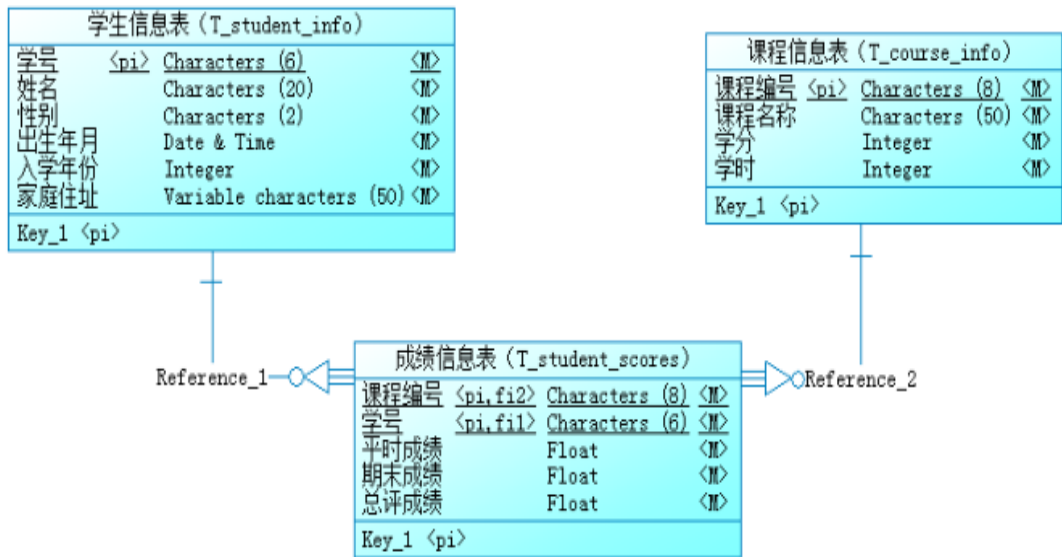 学生信息表（T_student_info）
学号 <pi> Characters (6) <M>
姓名 Characters (20) <M>
性别 Characters (2) <M>
出生年月 Date & Time <M>
入学年份 Integer <M>
家庭住址 Variable characters (50) <M>
Key_1 <pi>
课程信息表（T_course_info）
课程编号 <pi> Characters (8) <M>
课程名称 Characters (50) <M>
学分 Integer <M>
学时 Integer <M>
Key_1 <pi>
Reference_1
Reference_2
成绩信息表（T_student_scores）
课程编号 <pi,fi2> Characters (8) <M>
学号 <pi,fi1> Characters (6) <M>
平时成绩 Float <M>
期末成绩 Float <M>
总评成绩 Float <M>
Key_1 <pi>